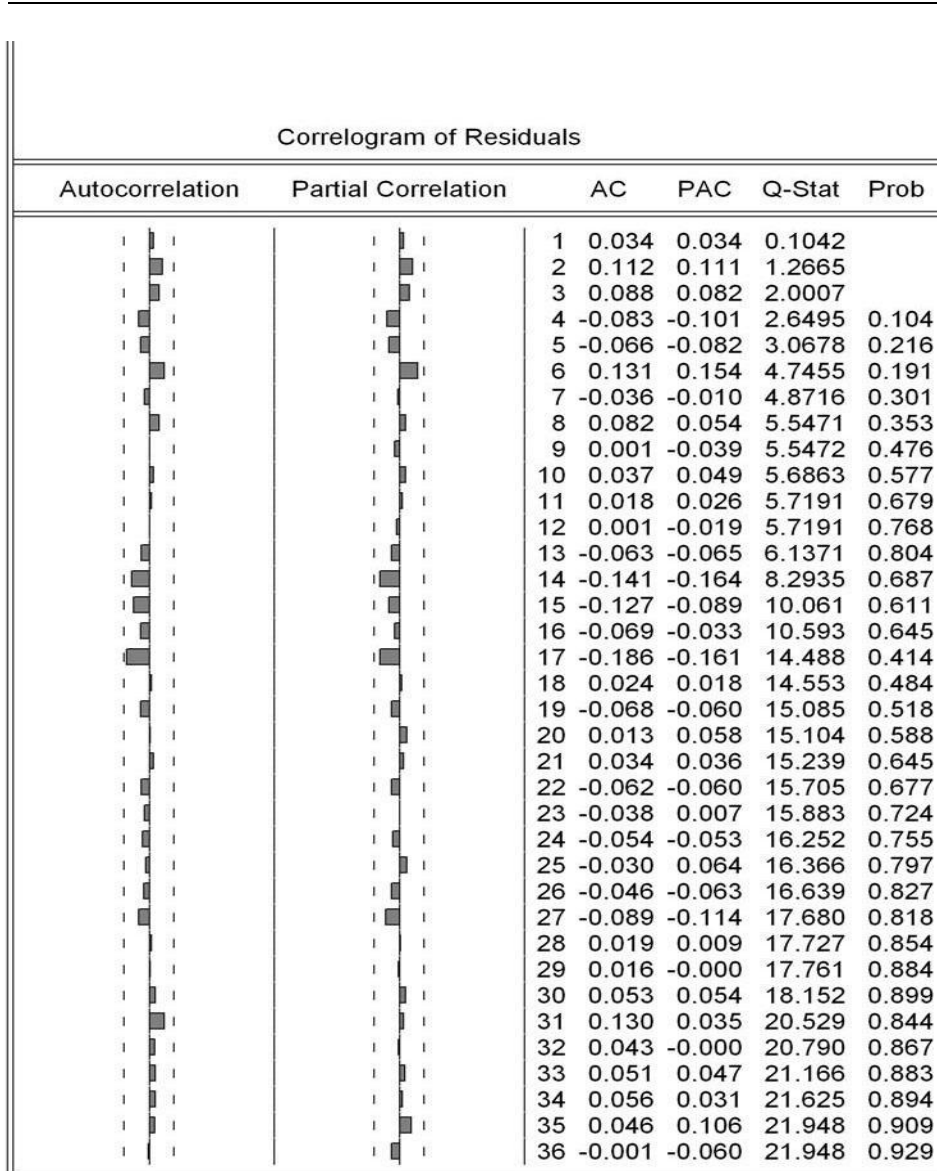 Correlogram of Residuals
Autocorrelation Partial Correlation AC PAC Q-Stat Prob
1 0.034 0.034 0.1042
2 0.112 0.111 1.2665
3 0.088 0.082 2.0007
4 -0.083 -0.101 2.6495 0.104
5 -0.066 -0.082 3.0678 0.216
6 0.131 0.154 4.7455 0.191
7 -0.036 -0.010 4.8716 0.301
8 0.082 0.054 5.5471 0.353
9 0.001 -0.039 5.5472 0.476
10 0.037 0.049 5.6863 0.577
11 0.018 0.026 5.7191 0.679
12 0.001 -0.019 5.7191 0.768
13 -0.063 -0.065 6.1371 0.804
14 -0.141 -0.164 8.2935 0.687
15 -0.127 -0.089 10.061 0.611
16 -0.069 -0.033 10.593 0.645
17 -0.186 -0.161 14.488 0.414
18 0.024 0.018 14.553 0.484
19 -0.068 -0.060 15.085 0.518
20 0.013 0.058 15.104 0.588
21 0.034 0.036 15.239 0.645
22 -0.062 -0.060 15.705 0.677
23 -0.038 0.007 15.883 0.724
24 -0.054 -0.053 16.252 0.755
25 -0.030 0.064 16.366 0.797
26 -0.046 -0.063 16.639 0.827
27 -0.089 -0.114 17.680 0.818
28 0.019 0.009 17.727 0.854
29 0.016 -0.000 17.761 0.884
30 0.053 0.054 18.152 0.899
31 0.130 0.035 20.529 0.844
32 0.043 -0.000 20.790 0.867
33 0.051 0.047 21.166 0.883
34 0.056 0.031 21.625 0.894
35 0.046 0.106 21.948 0.909
36 -0.001 -0.060 21.948 0.929